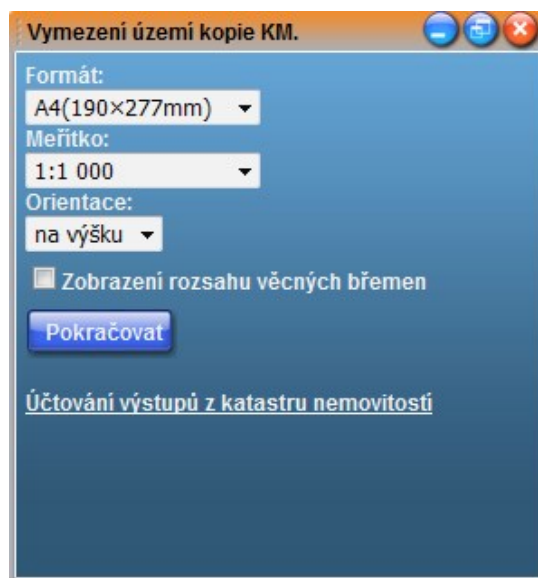 Vymezení území kopie KM.
Formát:
A4(190×277mm)
Meřítko:
1:1 000
Orientace:
na výšku
Zobrazení rozsahu věcných břemen
Pokračovat
Účtování výstupů z katastru nemovitostí